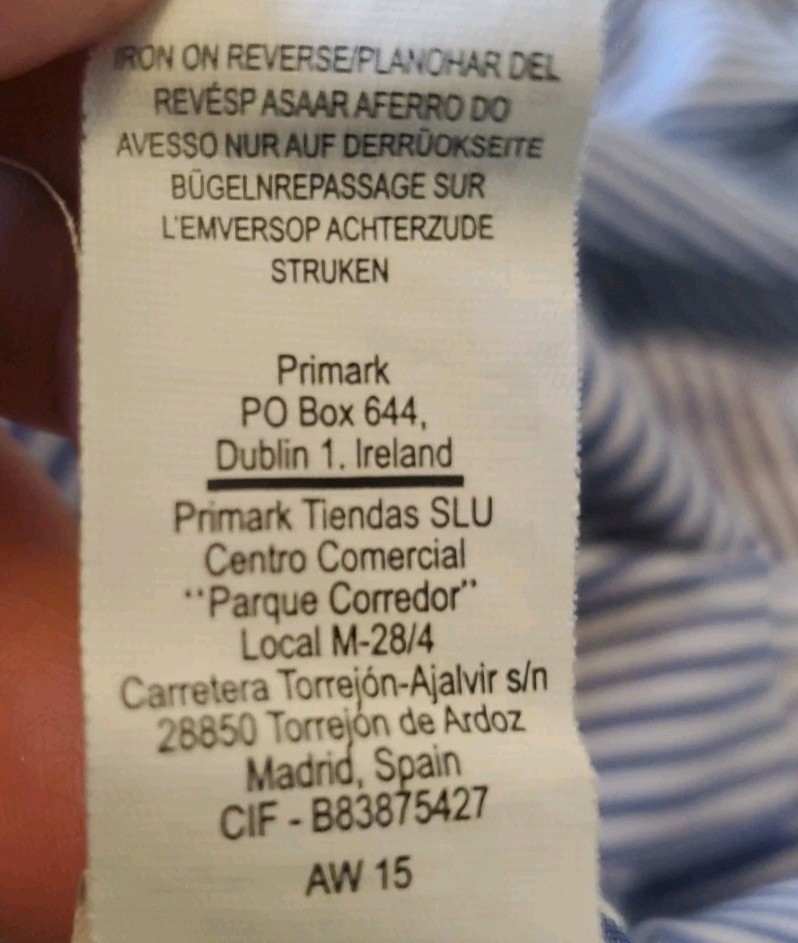 IRON ON REVERSE/PLANOHAR DEL
REVÉSP ASAAR AFERRO DO
AVESSO NUR AUF DERRÜOKSEITE
BÜGELNREPASSAGE SUR
L'EMVERSOP ACHTERZUDE
STRUKEN
Primark
PO Box 644,
Dublin 1. Ireland
Primark Tiendas SLU
Centro Comercial
"Parque Corredor"
Local M-28/4
Carretera Torrejón-Ajalvir s/n
28850 Torrejón de Ardoz
Madrid, Spain
CIF - B83875427
AW 15